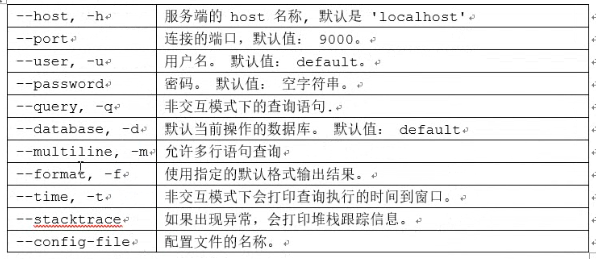 --host, -h 服务端的 host 名称, 默认是 'localhost'
--port 连接的端口，默认值： 9000。
--user, -u 用户名。 默认值： default。
--password 密码。 默认值： 空字符串。
--query, -q 非交互模式下的查询语句.
--database, -d 默认当前操作的数据库。 默认值： default
--multiline, -m 允许多行语句查询
--format, -f 使用指定的默认格式输出结果。
--time, -t 非交互模式下会打印查询执行的时间到窗口。
--stacktrace 如果出现异常，会打印堆栈跟踪信息。
--config-file 配置文件的名称。